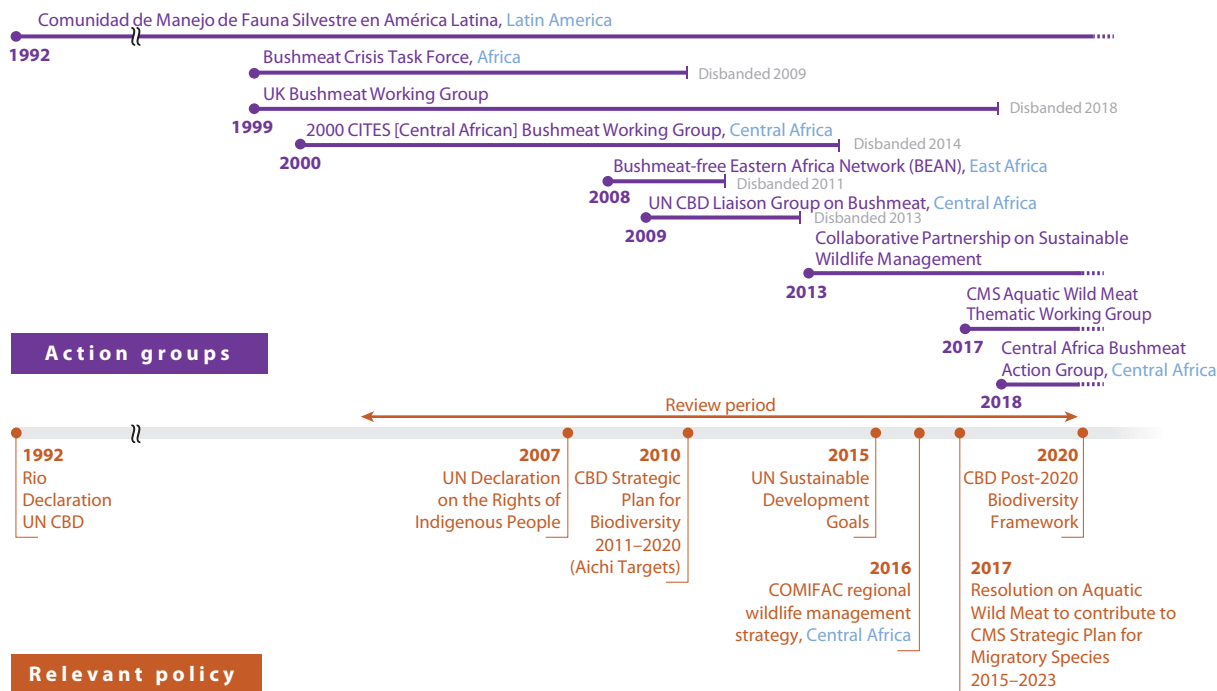 Comunidad de Manejo de Fauna Silvestre en América Latina, Latin America
1992
Bushmeat Crisis Task Force, Africa
Disbanded 2009
UK Bushmeat Working Group
Disbanded 2018
1999
2000 CITES [Central African] Bushmeat Working Group, Central Africa
Disbanded 2014
2000
Bushmeat-free Eastern Africa Network (BEAN), East Africa
Disbanded 2011
2008
UN CBD Liaison Group on Bushmeat, Central Africa
Disbanded 2013
2009
Collaborative Partnership on Sustainable
Wildlife Management
2013
CMS Aquatic Wild Meat
Thematic Working Group
2017
Central Africa Bushmeat
Action Group, Central Africa
2018
Action groups
Review period
1992
Rio
Declaration
UN CBD
2007
UN Declaration
on the Rights of
Indigenous People
2010
CBD Strategic
Plan for
Biodiversity
2011–2020
(Aichi Targets)
2015
UN Sustainable
Development
Goals
2016
COMIFAC regional
wildlife management
strategy, Central Africa
2020
CBD Post-2020
Biodiversity
Framework
2017
Resolution on Aquatic
Wild Meat to contribute to
CMS Strategic Plan for
Migratory Species
2015–2023
Relevant policy